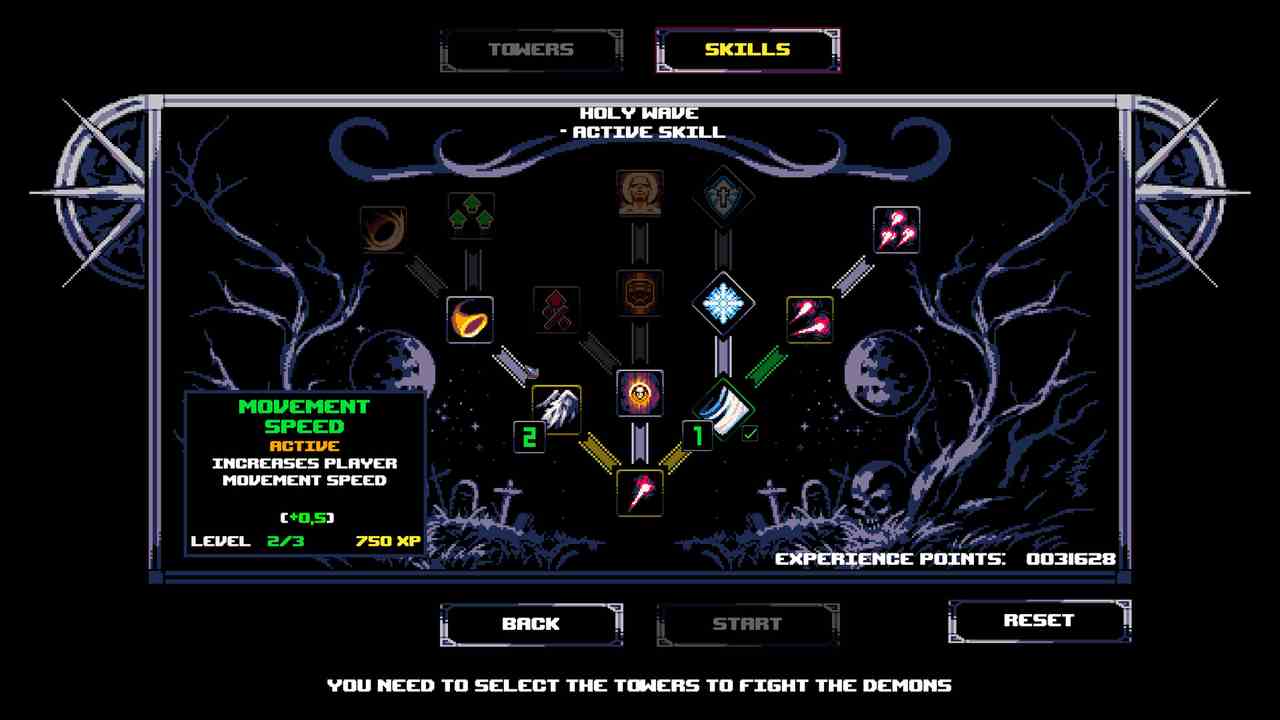 TOWERS
SKILLS
HOLY WAVE
- ACTIVE SKILL
2
1
MOVEMENT
SPEED
ACTIVE
INCREASES PLAYER
MOVEMENT SPEED
(+0,5)
LEVEL 2/3 750 XP
EXPERIENCE POINTS: 0031628
BACK
START
RESET
YOU NEED TO SELECT THE TOWERS TO FIGHT THE DEMONS